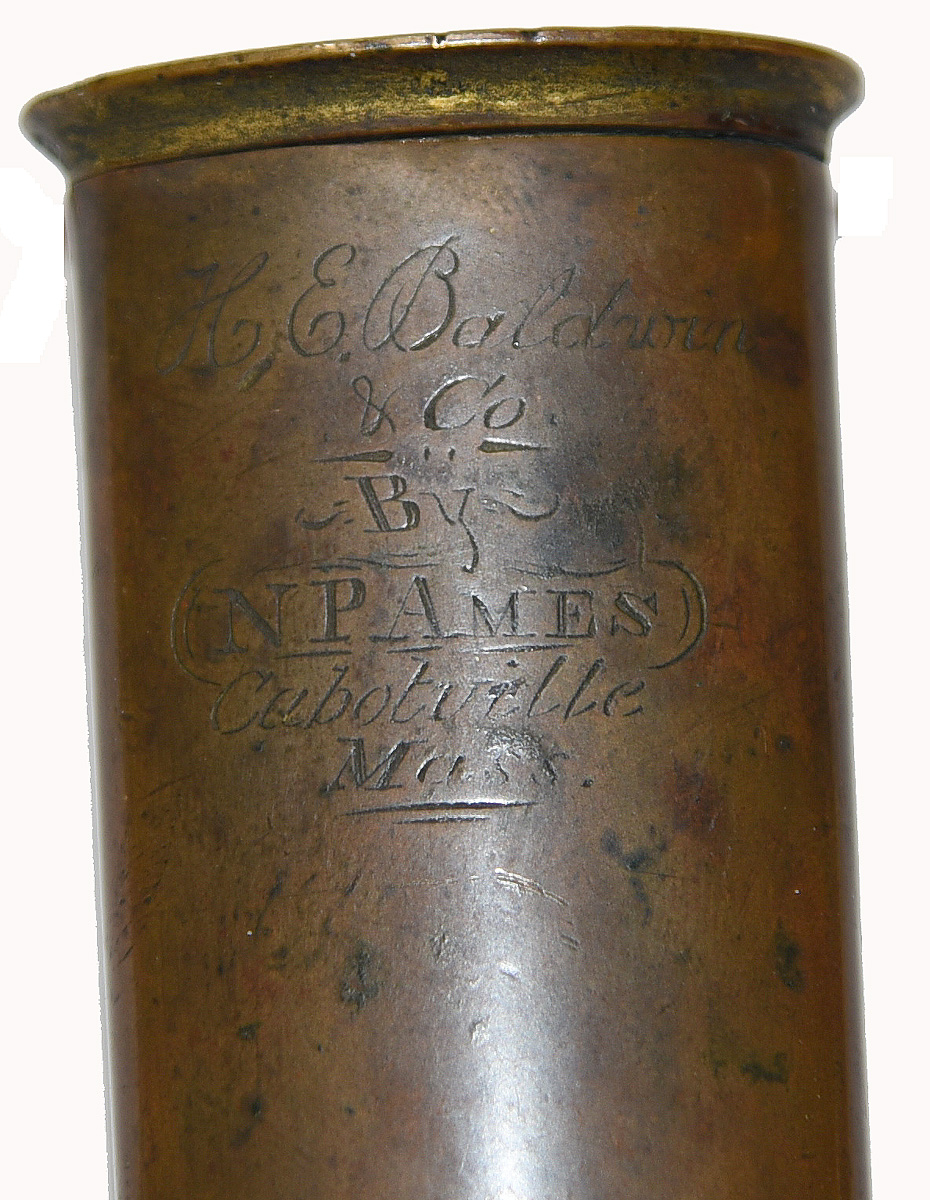 H, E. Baldwin
& Co.
By
N P AMES
Cabotville
Mass.